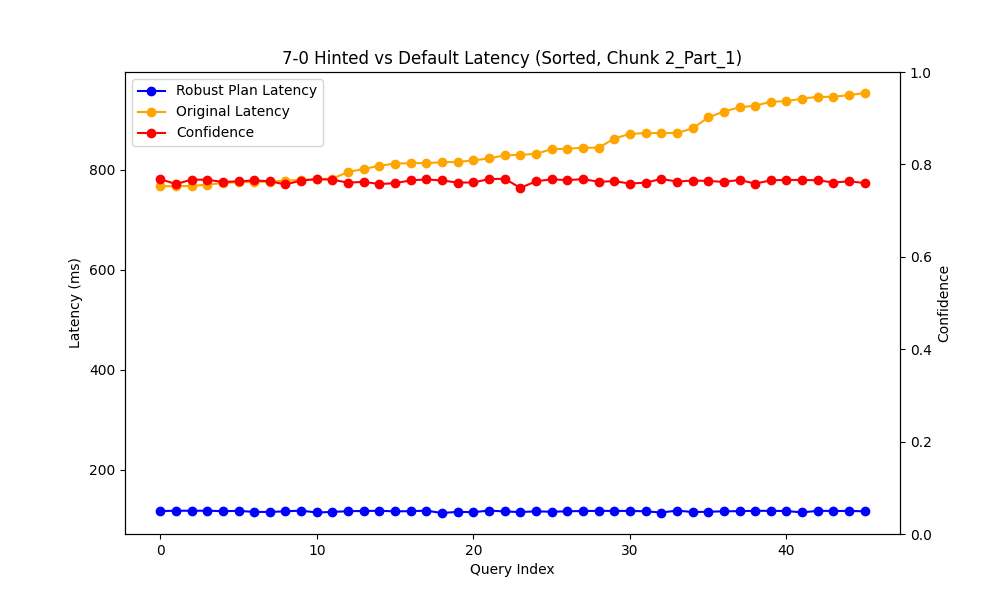 7-0 Hinted vs Default Latency (Sorted, Chunk 2_Part_1)
Robust Plan Latency
Original Latency
Confidence
Latency (ms)
800
600
400
200
1.0
0.8
0.6
0.4
0.2
0.0
Confidence
0 10 20 30 40
Query Index